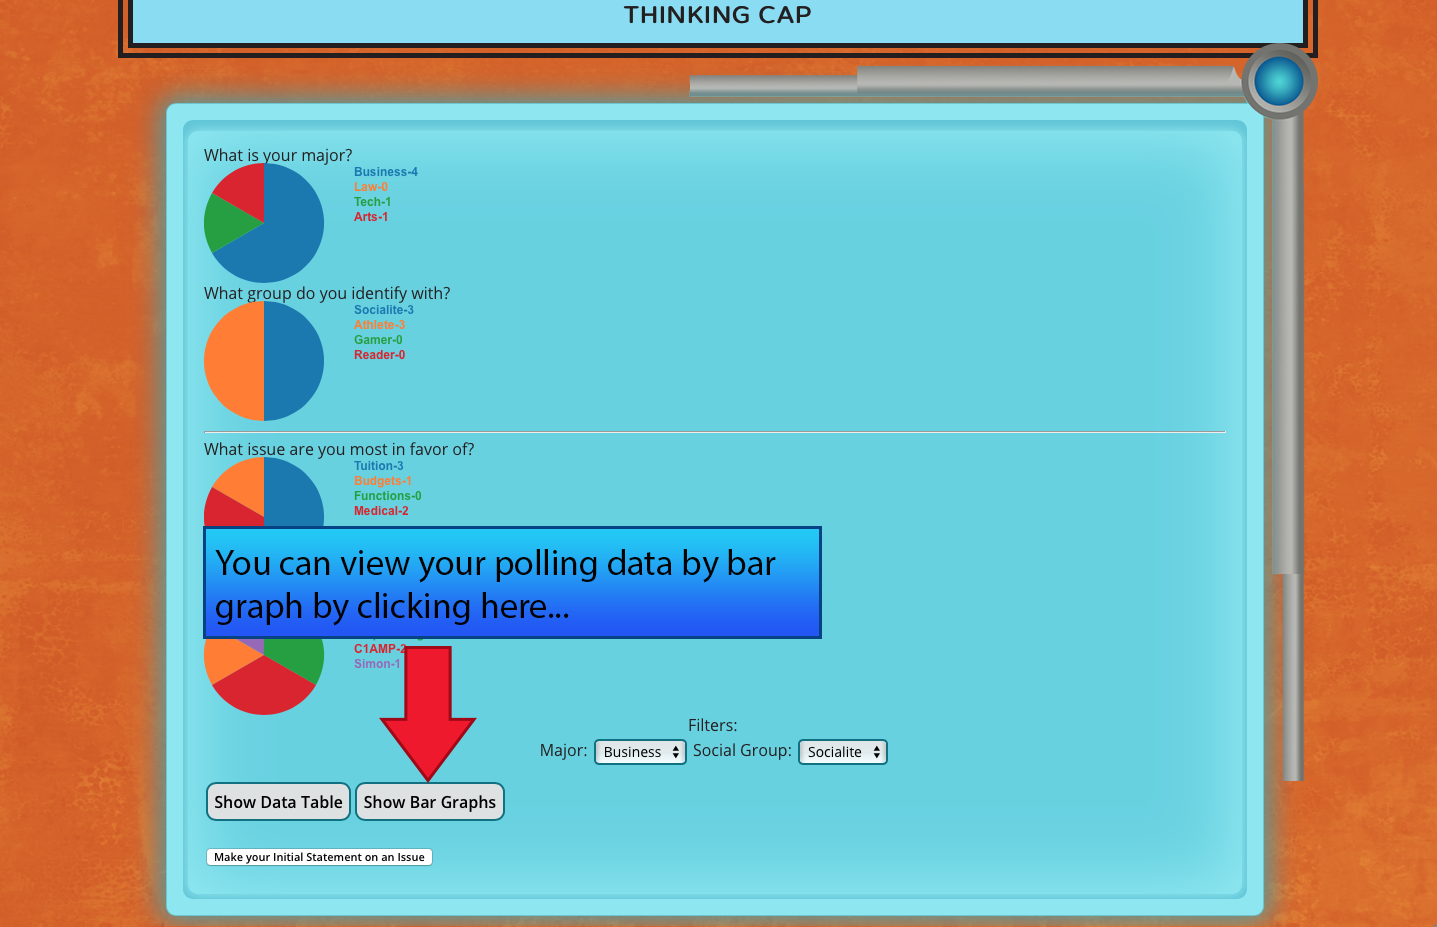 THINKING CAP
What is your major?
Business-4
Law-0
Tech-1
Arts-1
What group do you identify with?
Socialite-3
Athlete-3
Gamer-0
Reader-0
What issue are you most in favor of?
Tuition-3
Budgets-1
Functions-0
Medical-2
You can view your polling data by bar
graph by clicking here...
C1AMP-2
Simon-1
Filters:
Major: Business Social Group: Socialite
Show Data Table Show Bar Graphs
Make your Initial Statement on an Issue